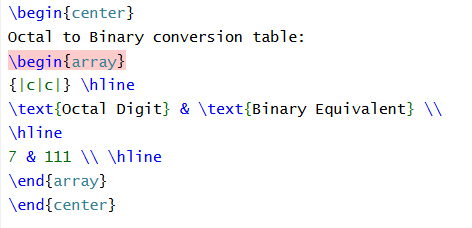 \begin{center}
Octal to Binary conversion table:
\begin{array}
{|c|c|} \hline
\text{Octal Digit} & \text{Binary Equivalent} \\
\hline
7 & 111 \\ \hline
\end{array}
\end{center}